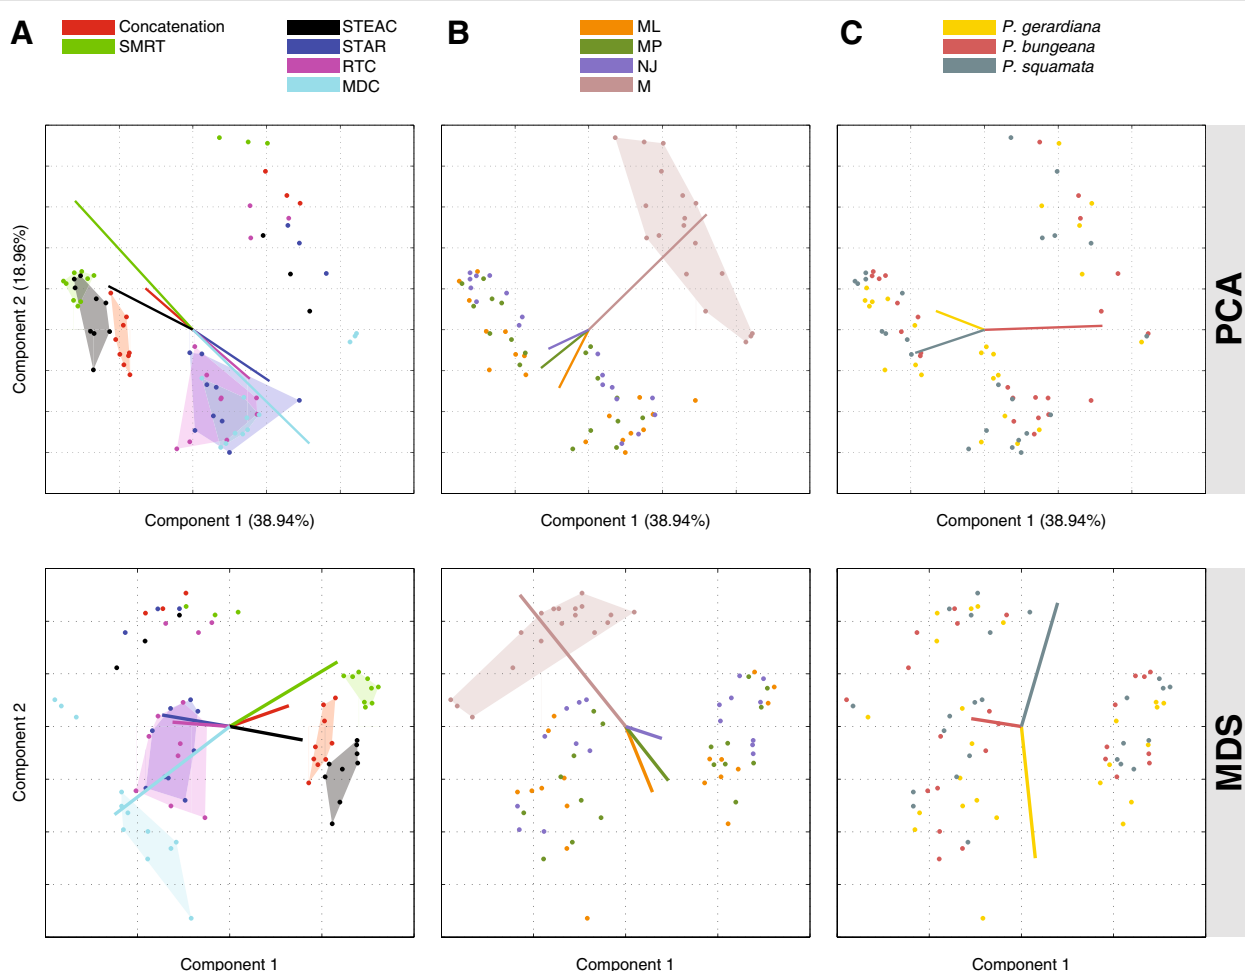 A
Concatenation
SMRT
STEAC
STAR
RTC
MDC
B
ML
MP
NJ
M
C
P. gerardiana
P. bungeana
P. squamata
Component 2 (18.96%)
Component 1 (38.94%)
Component 1 (38.94%)
Component 1 (38.94%)
PCA
Component 2
Component 1
Component 1
Component 1
MDS